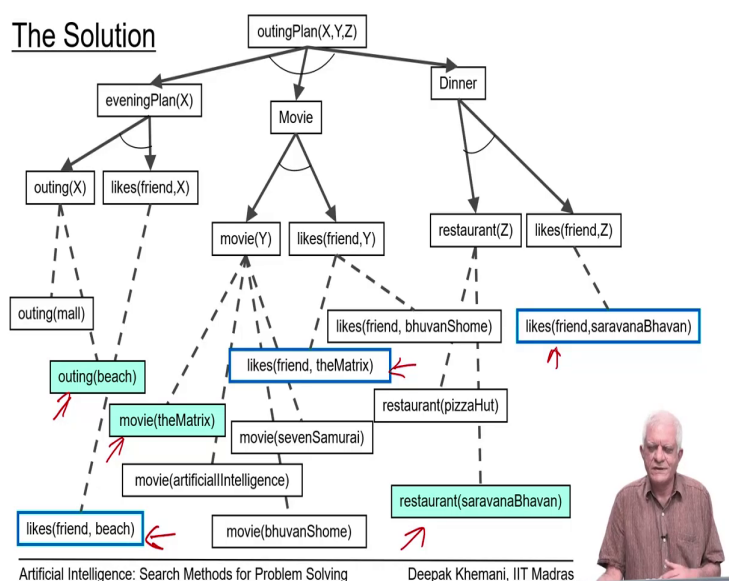 The Solution
outingPlan(X,Y,Z)
eveningPlan(X)
Movie
Dinner
outing(X)
likes(friend,X)
movie(Y)
likes(friend,Y)
restaurant(Z)
likes(friend,Z)
outing(mall)
likes(friend, bhuvanShome)
likes(friend,saravanaBhavan)
outing(beach)
likes(friend, theMatrix)
movie(theMatrix)
restaurant(pizzaHut)
movie(sevenSamurai)
movie(artificialIntelligence)
restaurant(saravanaBhavan)
likes(friend, beach)
movie(bhuvanShome)
Artificial Intelligence: Search Methods for Problem Solving
Deepak Khemani, IIT Madras